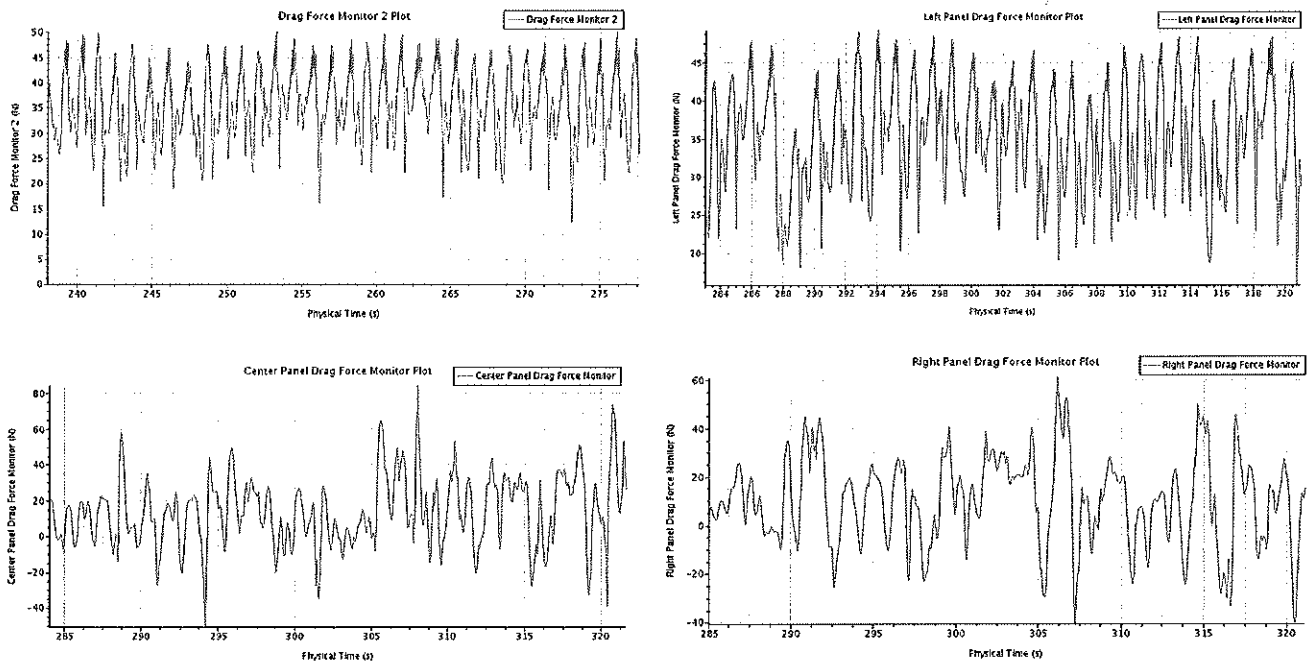 Drag Force Monitor 2 Plot
Drag Force Monitor 2
Drag Force Monitor 2 (N)
50
45
40
35
30
25
20
15
10
5
0
240 245 250 255 260 265 270 275
Physical Time (s)
Left Panel Drag Force Monitor Plot
Left Panel Drag Force Monitor
Left Panel Drag Force Monitor (N)
45
40
35
30
25
20
284 286 288 290 292 294 296 298 300 302 304 306 308 310 312 314 316 318 320
Physical Time (s)
Center Panel Drag Force Monitor Plot
Center Panel Drag Force Monitor
Center Panel Drag Force Monitor (N)
80
60
40
20
0
-20
-40
285 290 295 300 305 310 315 320
Physical Time (s)
Right Panel Drag Force Monitor Plot
Right Panel Drag Force Monitor
Right Panel Drag Force Monitor (N)
60
40
20
0
-20
-40
285 290 295 300 305 310 315 320
Physical Time (s)